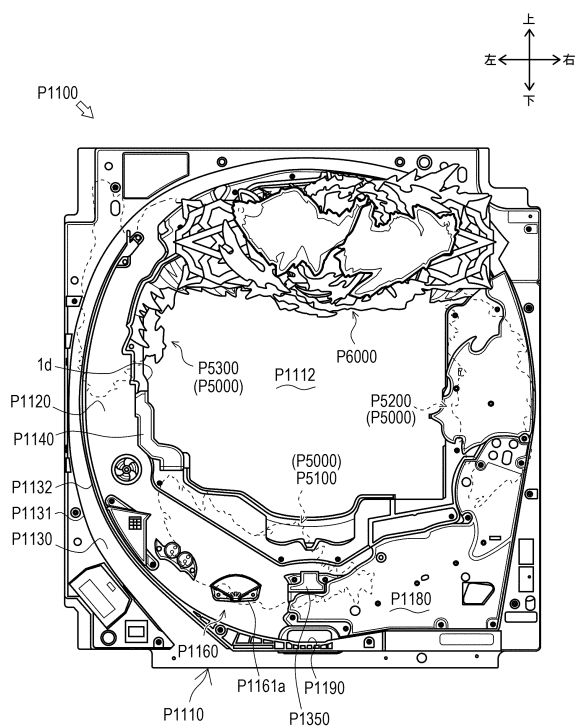 上
左 右
下
P1100
P5300
(P5000)
P6000
1d
P1112
P1120
P5200
(P5000)
P1140
(P5000)
P5100
P1132
P1131
P1130
P1180
P1160
P1161a
P1190
P1110
P1350